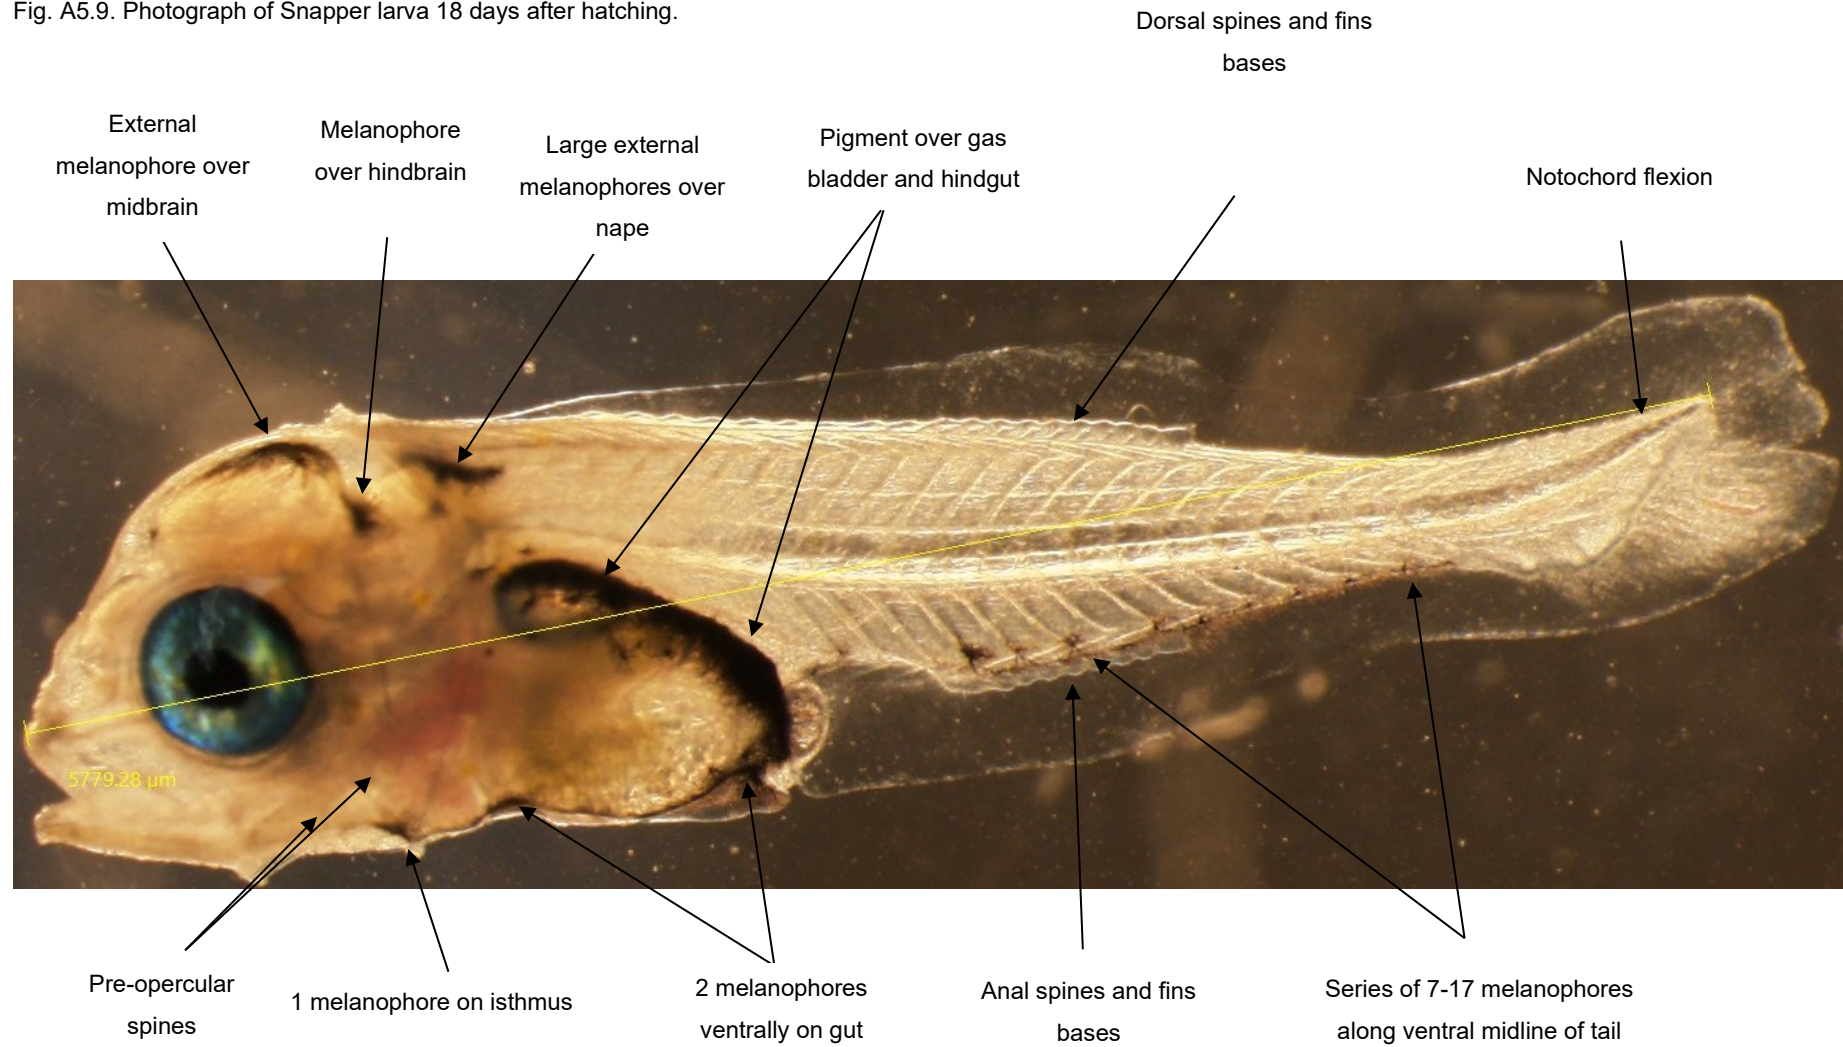 Fig. A5.9. Photograph of Snapper larva 18 days after hatching.
Dorsal spines and fins
bases
External
melanophore over
midbrain
Melanophore
over hindbrain
Large external
melanophores over
nape
Pigment over gas
bladder and hindgut
Notochord flexion
5779.28 µm
Pre-opercular
spines
1 melanophore on isthmus
2 melanophores
ventrally on gut
Anal spines and fins
bases
Series of 7-17 melanophores
along ventral midline of tail